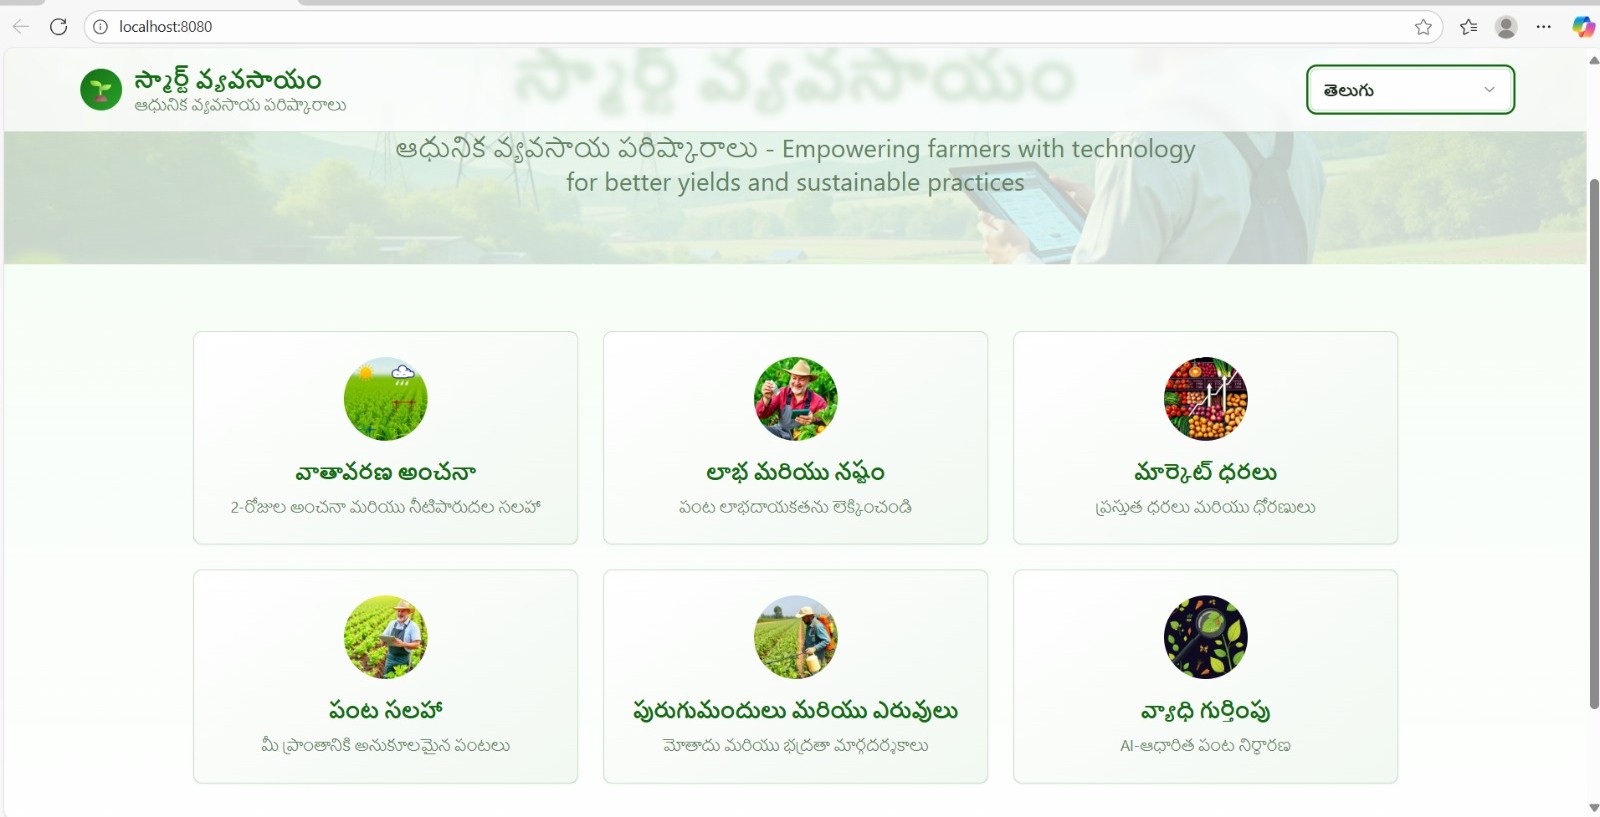 localhost:8080
స్మార్ట్ వ్యవసాయం
ఆధునిక వ్యవసాయ పరిష్కారాలు
తెలుగు
స్మార్ట్ వ్యవసాయం
ఆధునిక వ్యవసాయ పరిష్కారాలు - Empowering farmers with technology
for better yields and sustainable practices
వాతావరణ అంచనా
2-రోజుల అంచనా మరియు నీటిపారుదల సలహా
లాభ మరియు నష్టం
పంట లాభదాయకతను లెక్కించండి
మార్కెట్ ధరలు
ప్రస్తుత ధరలు మరియు ధోరణులు
పంట సలహా
మీ ప్రాంతానికి అనుకూలమైన పంటలు
పురుగుమందులు మరియు ఎరువులు
మోతాదు మరియు భద్రతా మార్గదర్శకాలు
వ్యాధి గుర్తింపు
AI-ఆధారిత పంట నిర్ధారణ